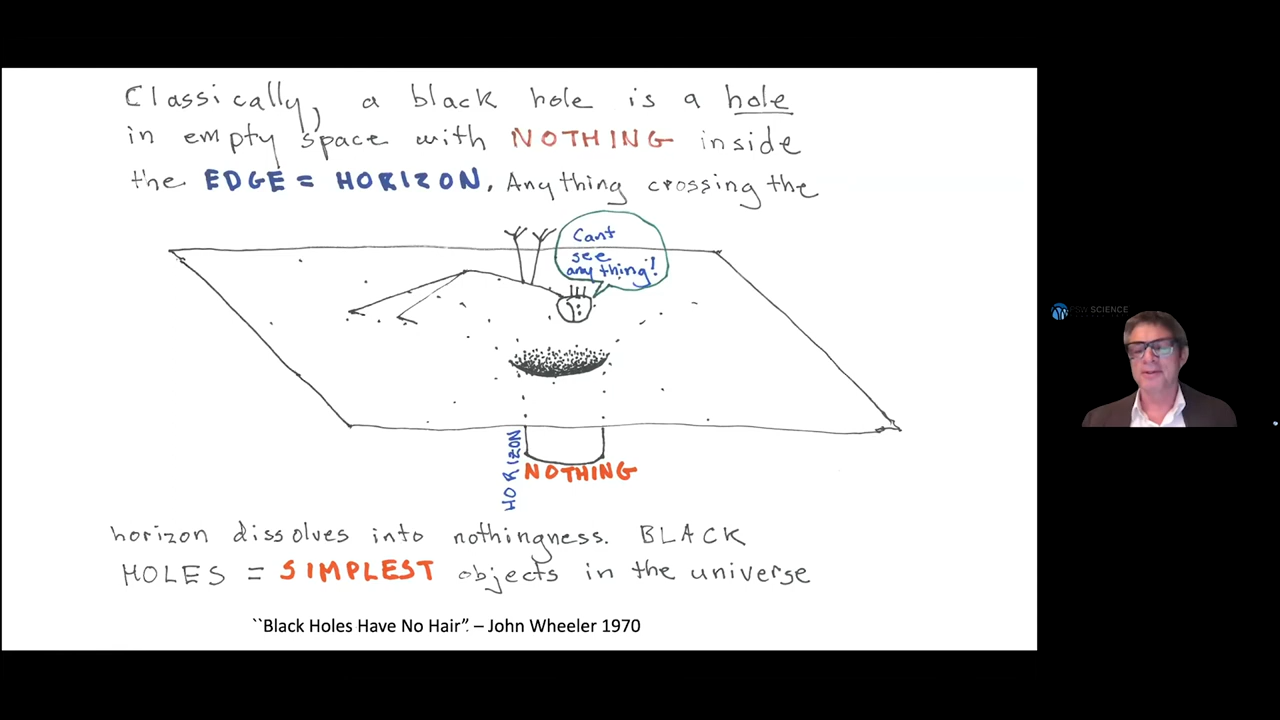 Classically, a black hole is a hole
in empty space with NOTHING inside
the EDGE = HORIZON. Anything crossing the
Cant
see
anything!
HORIZON
NOTHING
horizon dissolves into nothingness. BLACK
HOLES = SIMPLEST objects in the universe
``Black Holes Have No Hair”. – John Wheeler 1970
SCIENCE